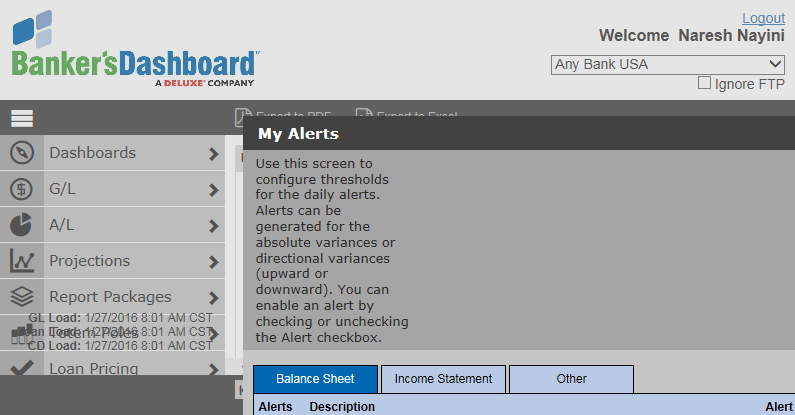 Logout
Welcome Naresh Nayini
Banker'sDashboard™
A DELUXE® COMPANY
Any Bank USA
Ignore FTP
Export to PDF Export to Excel
My Alerts
Use this screen to
configure thresholds
for the daily alerts.
Alerts can be
generated for the
absolute variances or
directional variances
(upward or
downward). You can
enable an alert by
checking or unchecking
the Alert checkbox.
Dashboards
G/L
A/L
Projections
Report Packages
GL Load: 1/27/2016 8:01 AM CST
Loan Load: 1/27/2016 8:01 AM CST
Totem Poles
CD Load: 1/27/2016 8:01 AM CST
Loan Pricing
Balance Sheet Income Statement Other
Alerts Description Alert